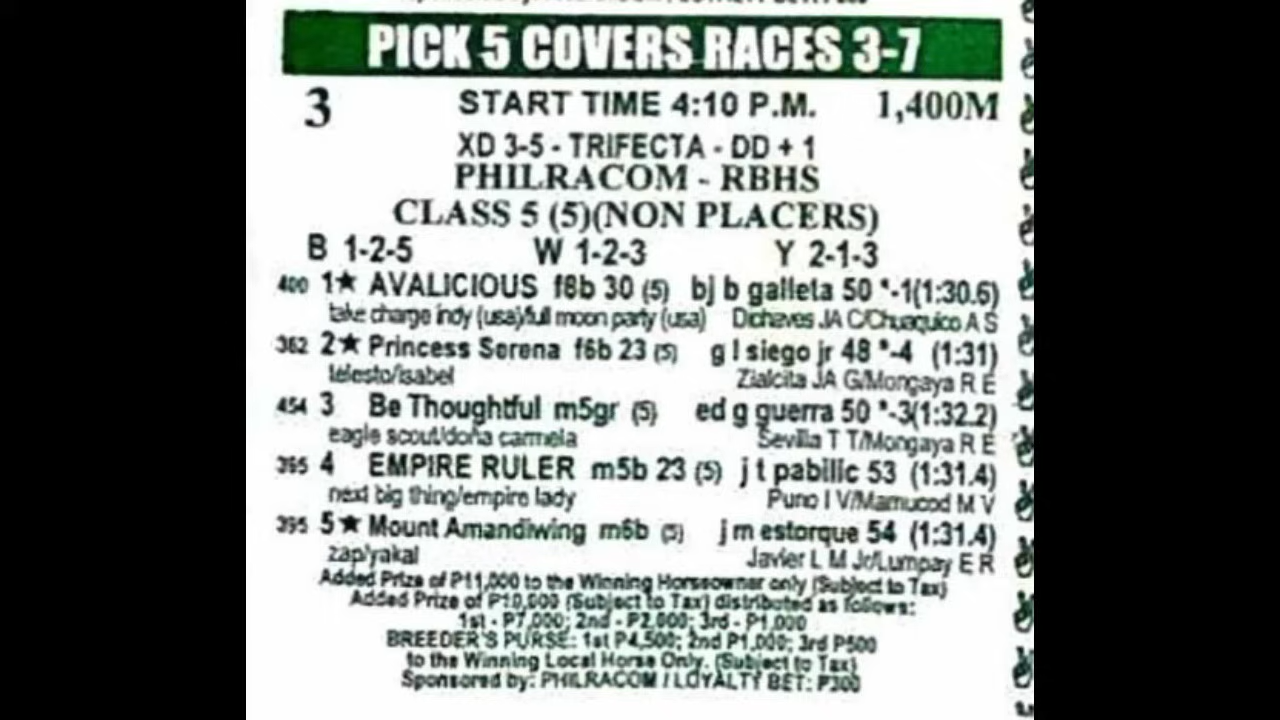 PICK 5 COVERS RACES 3-7
3 START TIME 4:10 P.M. 1,400M
XD 3-5 - TRIFECTA - DD + 1
PHILRACOM - RBHS
CLASS 5 (5)(NON PLACERS)
B 1-2-5 W 1-2-3 Y 2-1-3
400 1★ AVALICIOUS f8b 30 (5) bj b galleta 50 *-1(1:30.6)
take charge indy (usa)/full moon party (usa) Dichaves JA C/Chuaquico A S
362 2★ Princess Serena f6b 23 (5) g l siego jr 48 *-4 (1:31)
telesto/isabel Zialcita JA G/Mongaya R E
454 3 Be Thoughtful m5gr (5) ed g guerra 50 *-3(1:32.2)
eagle scout/doña carmela Sevilla T T/Mongaya R E
395 4 EMPIRE RULER m5b 23 (5) j t pabilic 53 (1:31.4)
next big thing/empire lady Puno I V/Mamucod M V
395 5★ Mount Amandiwing m6b (5) j m estorque 54 (1:31.4)
zap/yakal Javier L M Jr/Lumpay E R
Added Prize of P11,000 to the Winning Horseowner only (Subject to Tax)
Added Prize of P10,000 (Subject to Tax) distributed as follows:
1st - P7,000; 2nd - P2,000; 3rd - P1,000
BREEDER'S PURSE: 1st P4,500; 2nd P1,000; 3rd P500
to the Winning Local Horse Only. (Subject to Tax)
Sponsored by: PHILRACOM / LOYALTY BET: P300